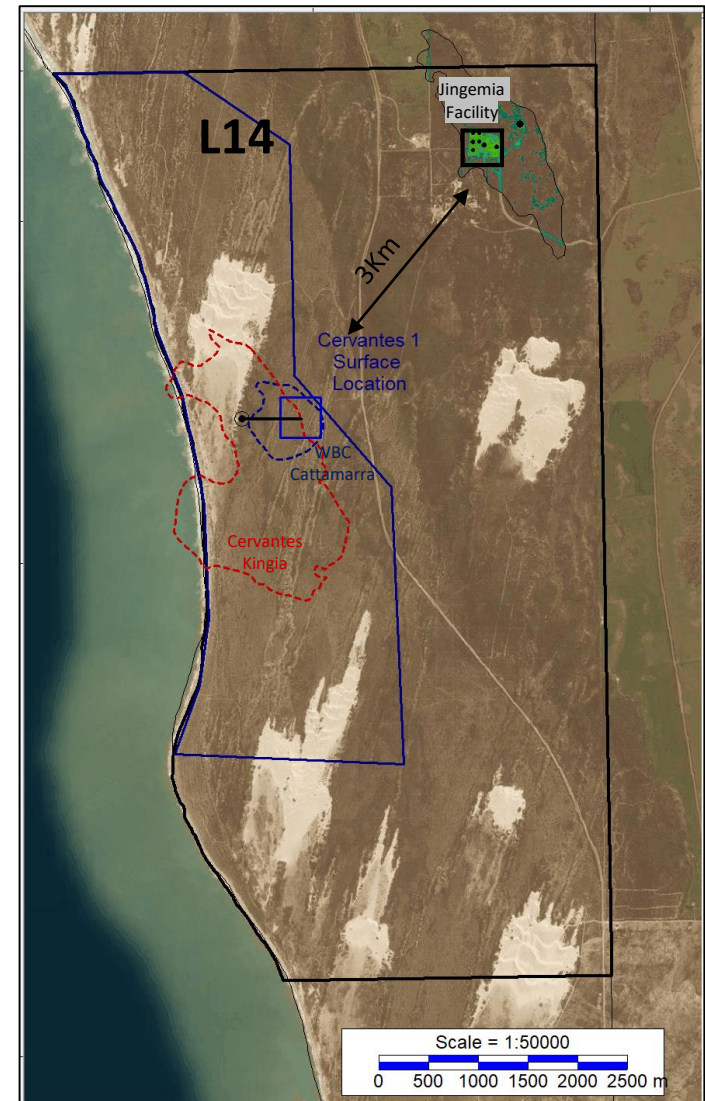 Jingemia
Facility
L14
3Km
Cervantes 1
Surface
Location
WBC
Cattamarra
Cervantes
Kingia
Scale = 1:50000
0 500 1000 1500 2000 2500 m